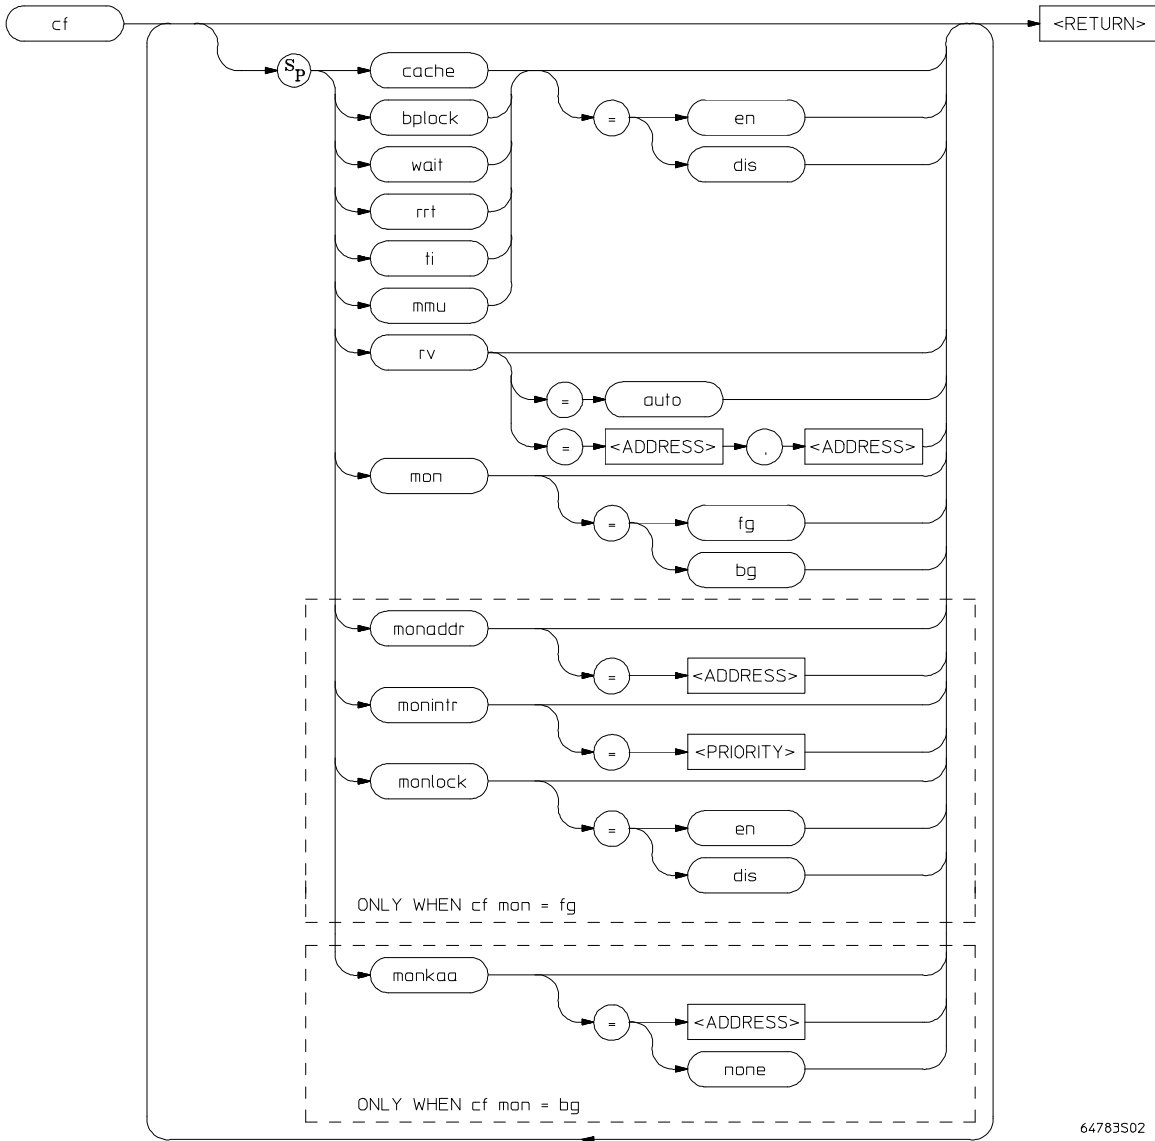 cf <RETURN>
SP cache
bplock = en
wait dis
rrt
ti
mmu
rv
= auto
= <ADDRESS> , <ADDRESS>
mon
= fg
bg
monaddr
= <ADDRESS>
monintr
= <PRIORITY>
monlock
= en
dis
ONLY WHEN cf mon = fg
monkaa
= <ADDRESS>
none
ONLY WHEN cf mon = bg
64783S02